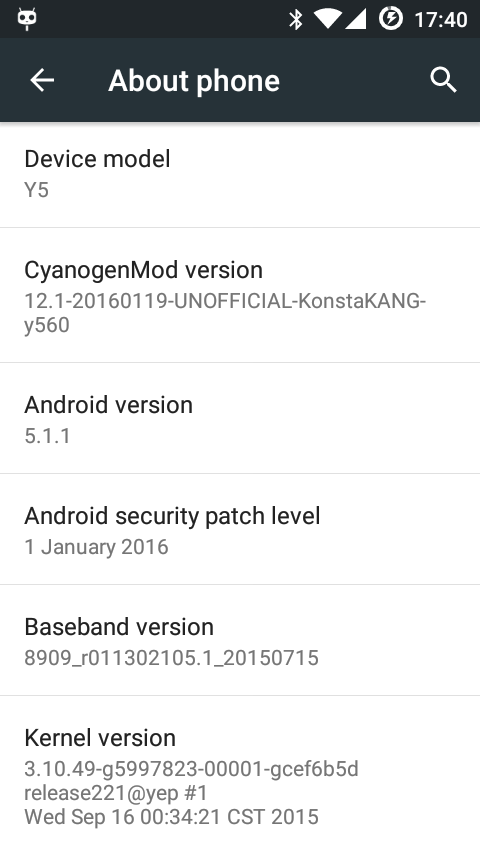 17:40
About phone
Device model
Y5
CyanogenMod version
12.1-20160119-UNOFFICIAL-KonstaKANG-
y560
Android version
5.1.1
Android security patch level
1 January 2016
Baseband version
8909_r011302105.1_20150715
Kernel version
3.10.49-g5997823-00001-gcef6b5d
release221@yep #1
Wed Sep 16 00:34:21 CST 2015